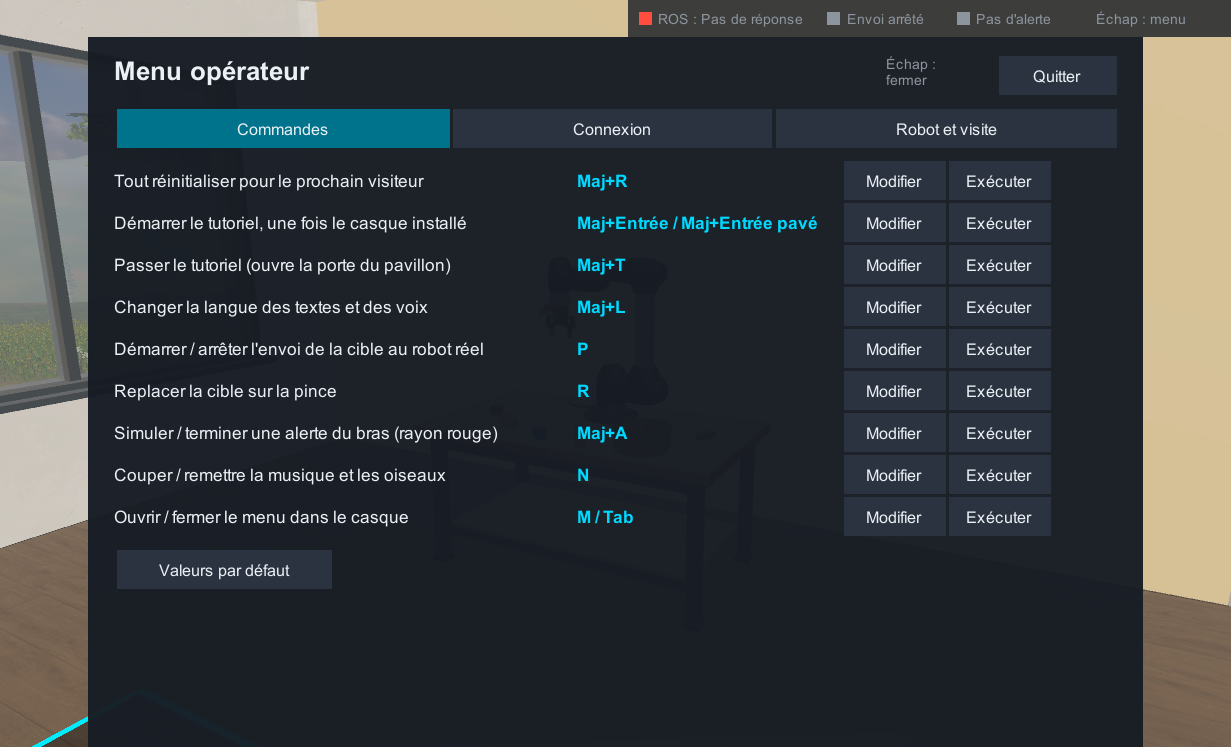 ROS : Pas de réponse Envoi arrêté Pas d'alerte Échap : menu
Menu opérateur
Échap :
fermer
Quitter
Commandes Connexion Robot et visite
Tout réinitialiser pour le prochain visiteur Maj+R Modifier Exécuter
Démarrer le tutoriel, une fois le casque installé Maj+Entrée / Maj+Entrée pavé Modifier Exécuter
Passer le tutoriel (ouvre la porte du pavillon) Maj+T Modifier Exécuter
Changer la langue des textes et des voix Maj+L Modifier Exécuter
Démarrer / arrêter l'envoi de la cible au robot réel P Modifier Exécuter
Replacer la cible sur la pince R Modifier Exécuter
Simuler / terminer une alerte du bras (rayon rouge) Maj+A Modifier Exécuter
Couper / remettre la musique et les oiseaux N Modifier Exécuter
Ouvrir / fermer le menu dans le casque M / Tab Modifier Exécuter
Valeurs par défaut